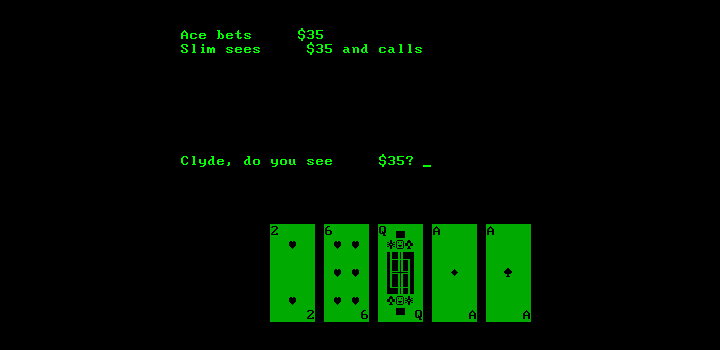 Ace bets $35
Slim sees $35 and calls
Clyde, do you see $35? _
2 6 Q A A
2 6 Q A A